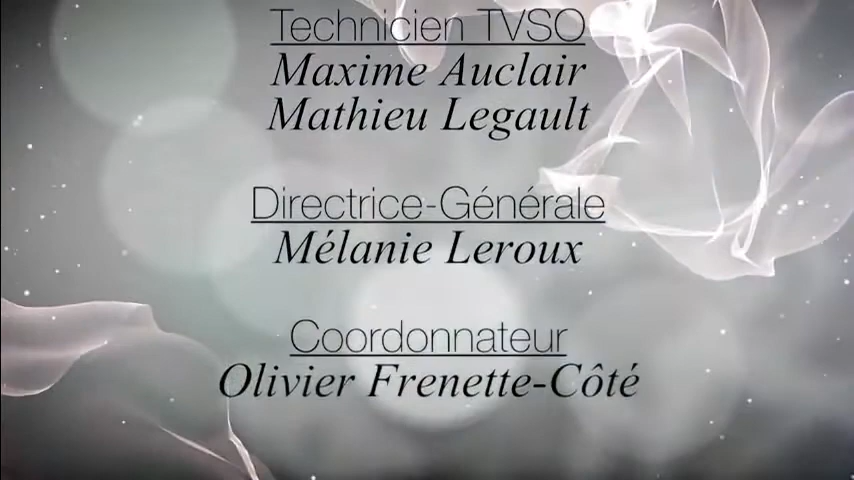 Technicien TVSO
Maxime Auclair
Mathieu Legault
Directrice-Générale
Mélanie Leroux
Coordonnateur
Olivier Frenette-Côté